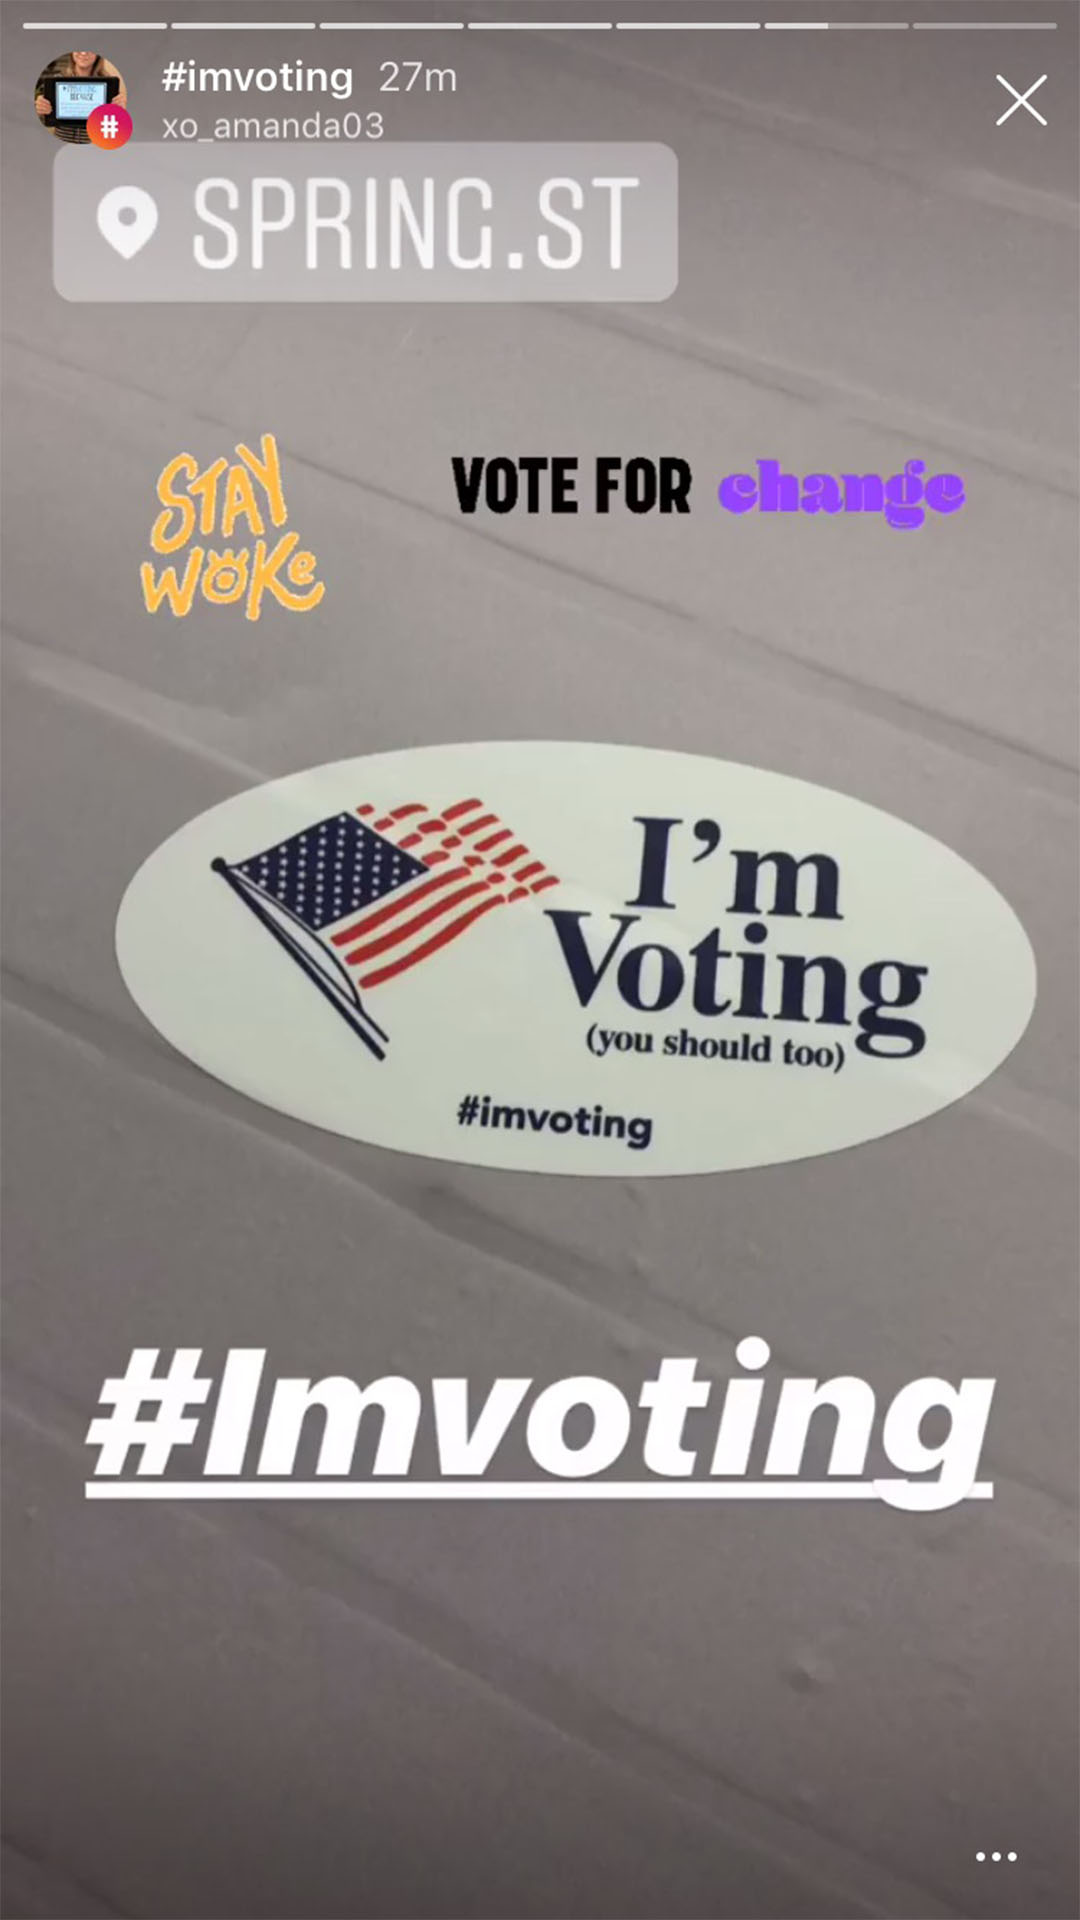 #imvoting 27m
xo_amanda03
SPRING.ST
STAY
WOKe
VOTE FOR change
I'm
Voting
(you should too)
#imvoting
#Imvoting